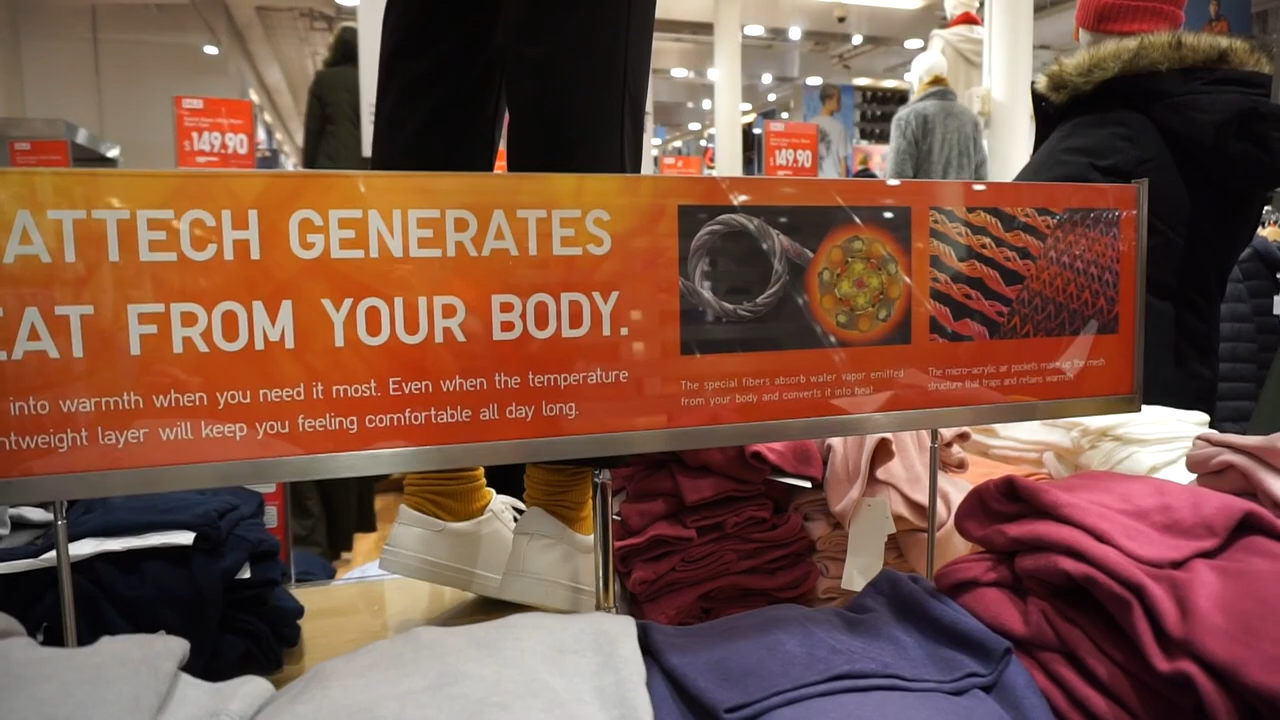 SALE
$149.90
SALE
$149.90
ATTECH GENERATES
EAT FROM YOUR BODY.
into warmth when you need it most. Even when the temperature
htweight layer will keep you feeling comfortable all day long.
The special fibers absorb water vapor emitted
from your body and converts it into heat.
The micro-acrylic air pockets make up the mesh
structure that traps and retains warmth.